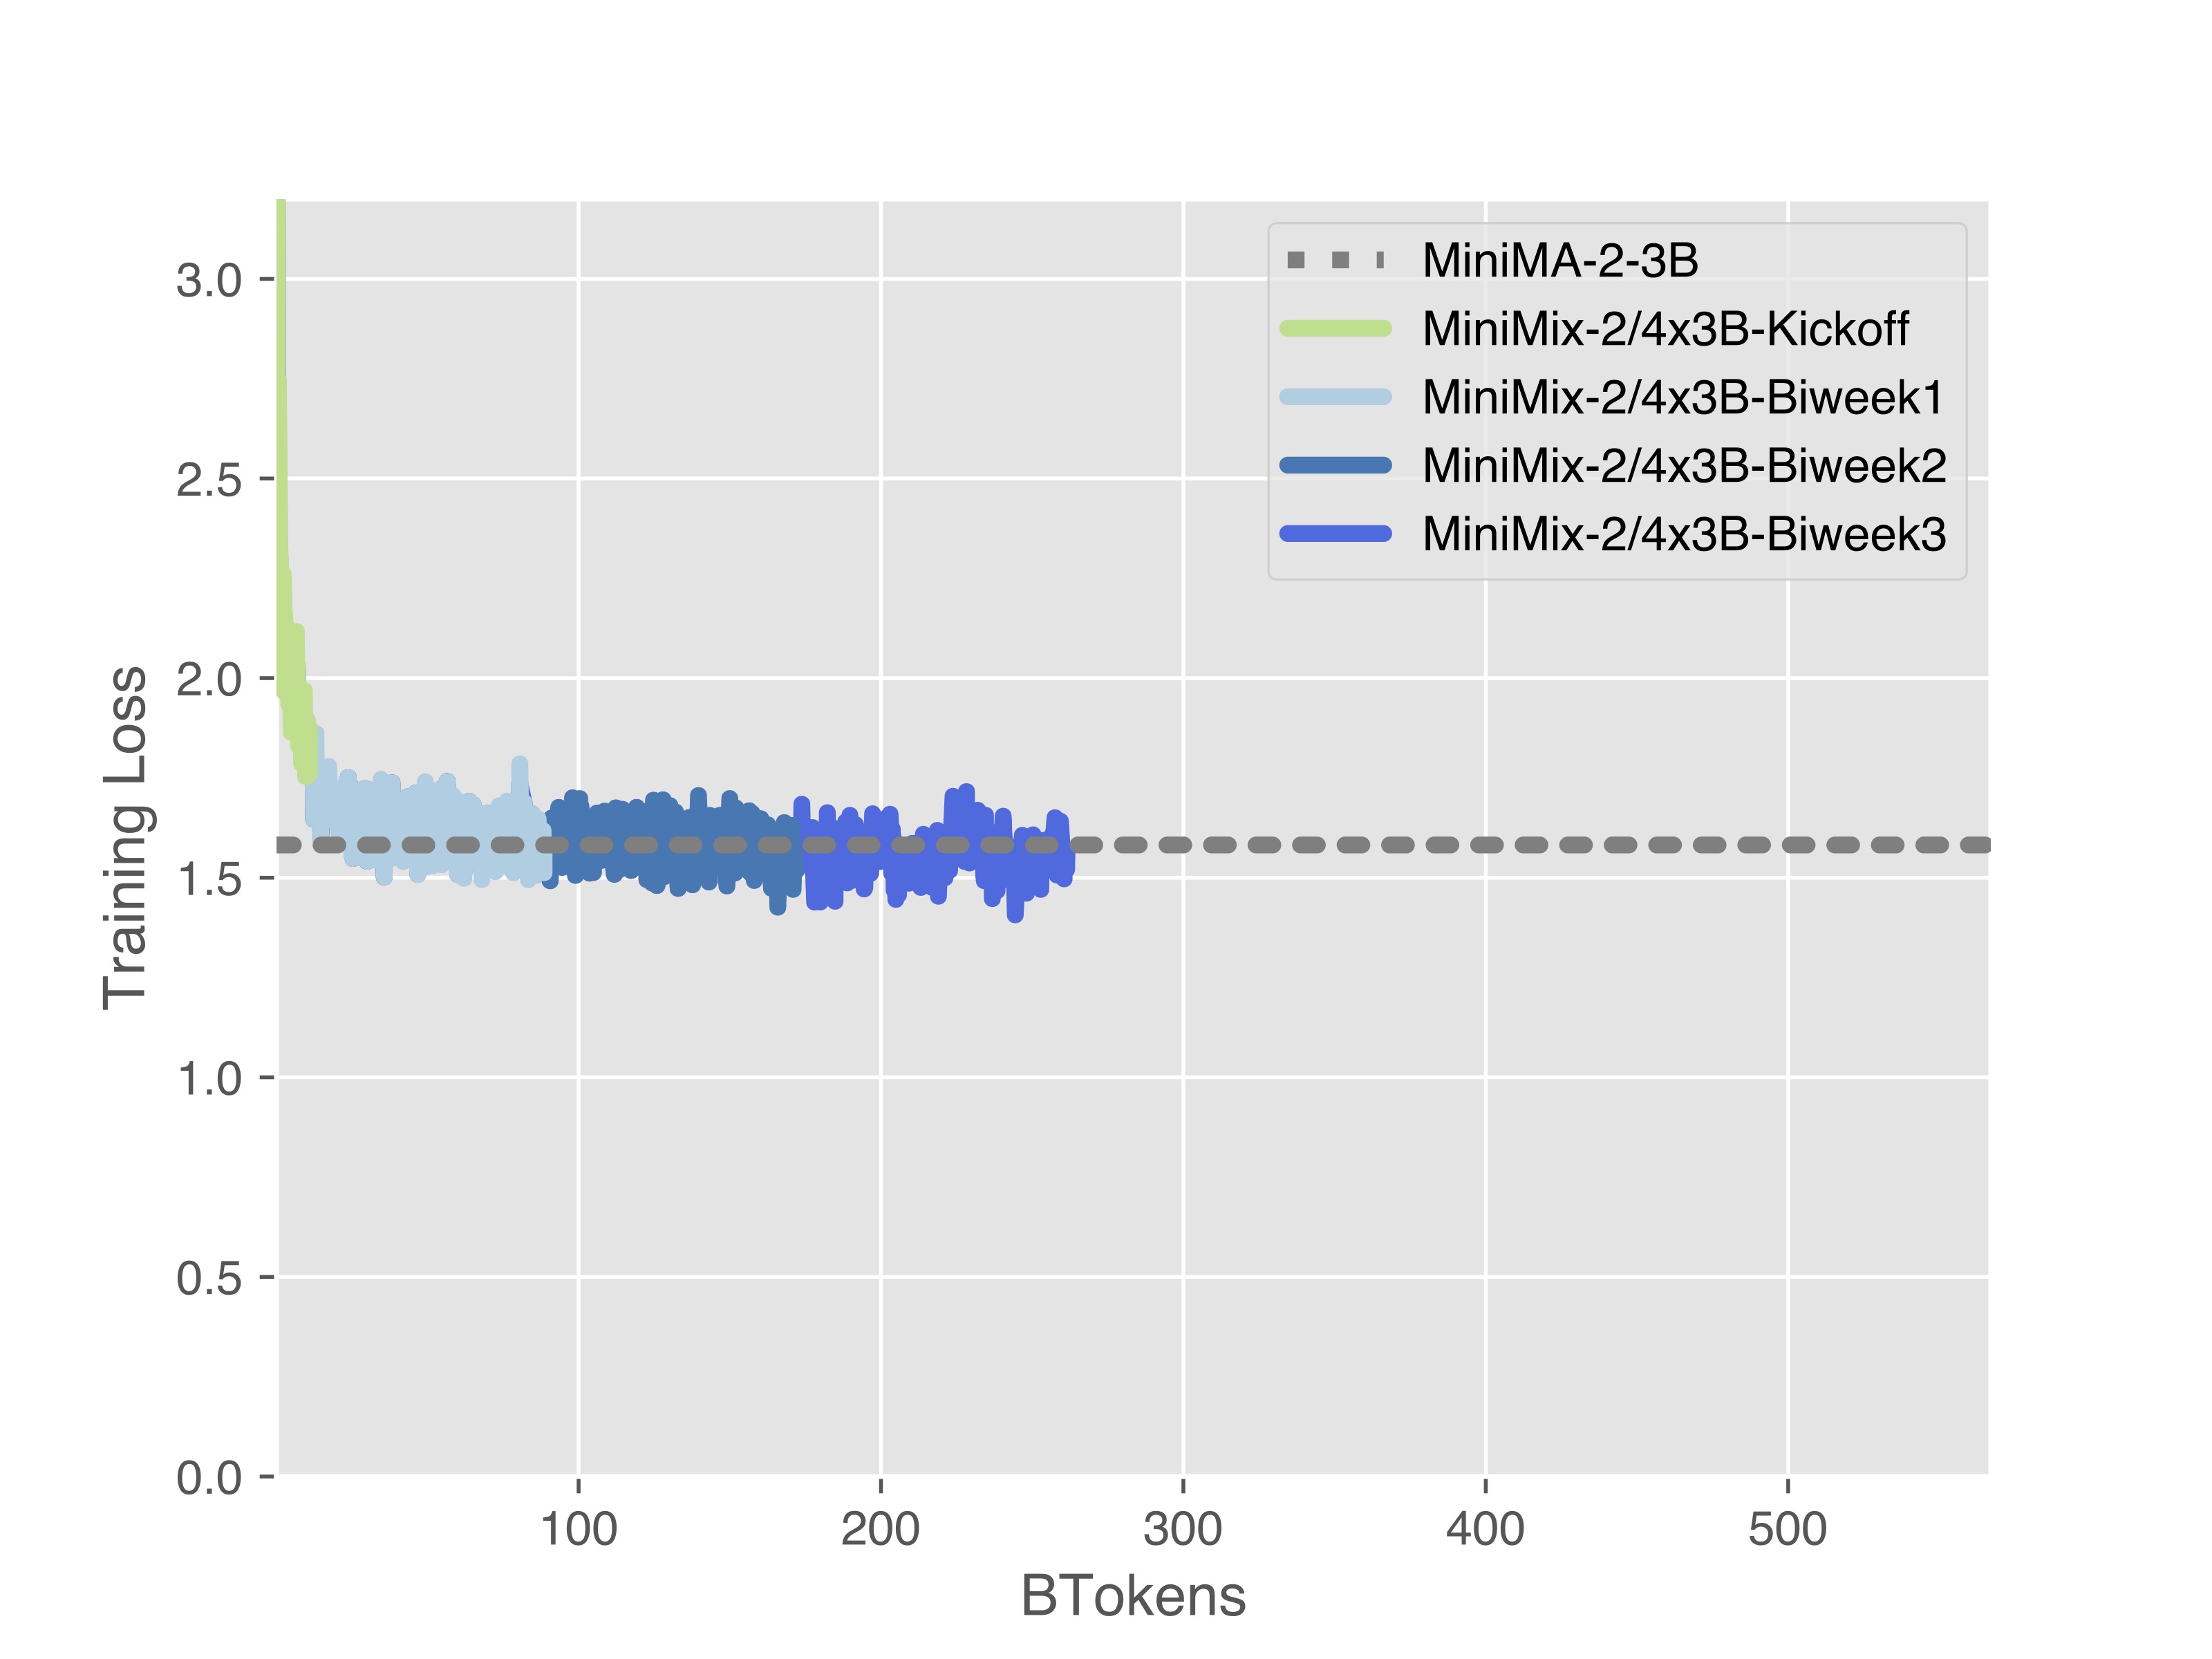 MiniMA-2-3B
MiniMix-2/4x3B-Kickoff
MiniMix-2/4x3B-Biweek1
MiniMix-2/4x3B-Biweek2
MiniMix-2/4x3B-Biweek3
Training Loss
3.0
2.5
2.0
1.5
1.0
0.5
0.0
100 200 300 400 500
BTokens